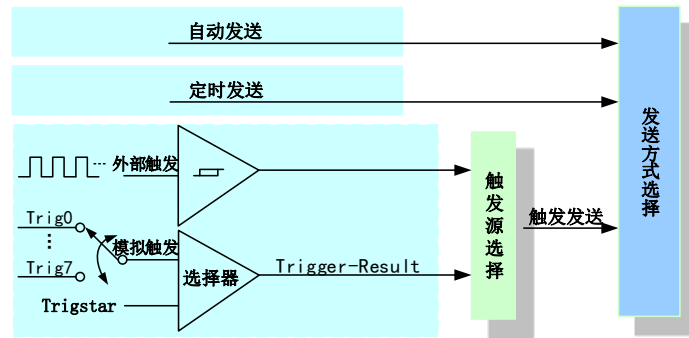 自动发送
定时发送
外部触发
Trig0
模拟触发
Trig7
Trigstar
选择器
Trigger-Result
触发源选择
触发发送
发送方式选择